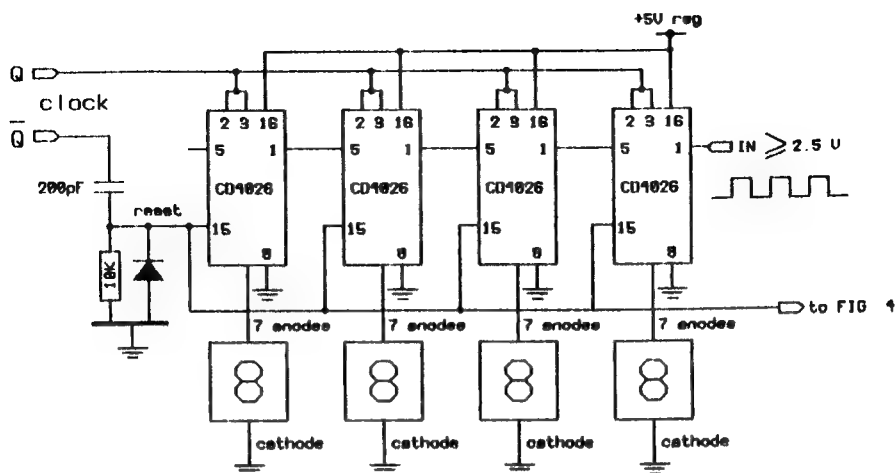 +5V reg
Q
clock
Q
2 3 16
2 3 16
2 3 16
2 3 16
5 1
5 1
5 1
5 1
IN ⩾ 2.5 V
200pF
CD4026
CD4026
CD4026
CD4026
reset
15
15
15
15
8
8
8
8
10K
to FIG 4
7 anodes
7 anodes
7 anodes
7 anodes
8
8
8
8
cathode
cathode
cathode
cathode